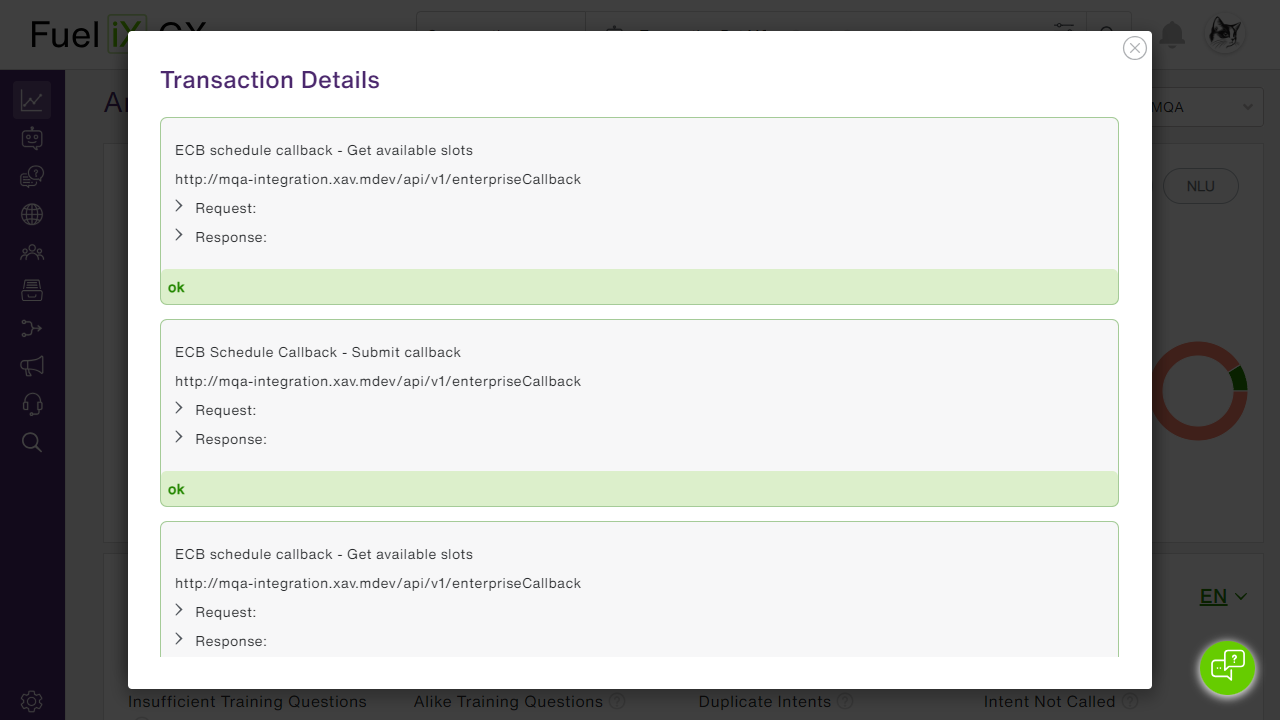 Fuel iX
Transaction Details
MQA
NLU
ECB schedule callback - Get available slots
http://mqa-integration.xav.mdev/api/v1/enterpriseCallback
Request:
Response:
ok
ECB Schedule Callback - Submit callback
http://mqa-integration.xav.mdev/api/v1/enterpriseCallback
Request:
Response:
ok
ECB schedule callback - Get available slots
http://mqa-integration.xav.mdev/api/v1/enterpriseCallback
Request:
Response:
EN
Insufficient Training Questions
Alike Training Questions
Duplicate Intents
Intent Not Called